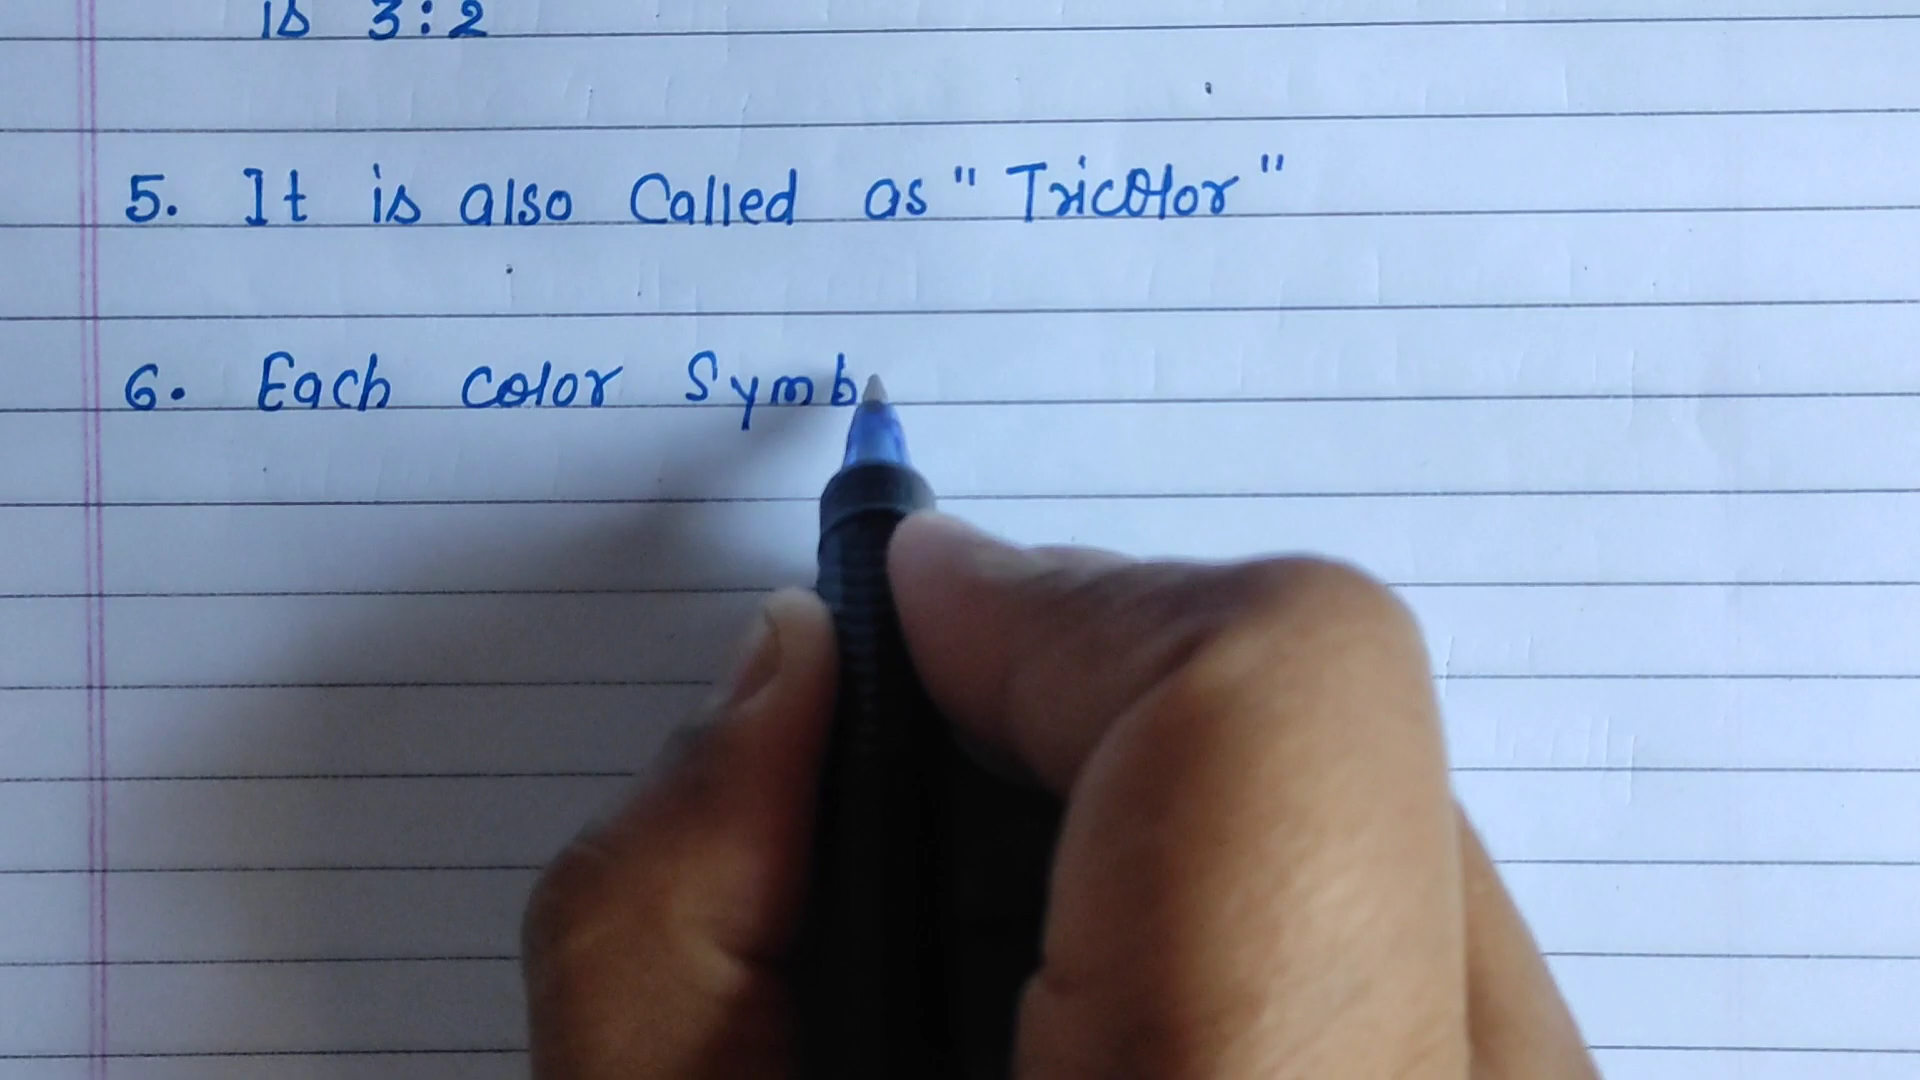 is 3:2
5. It is also Called as "Tricolor"
6. Each color Symb